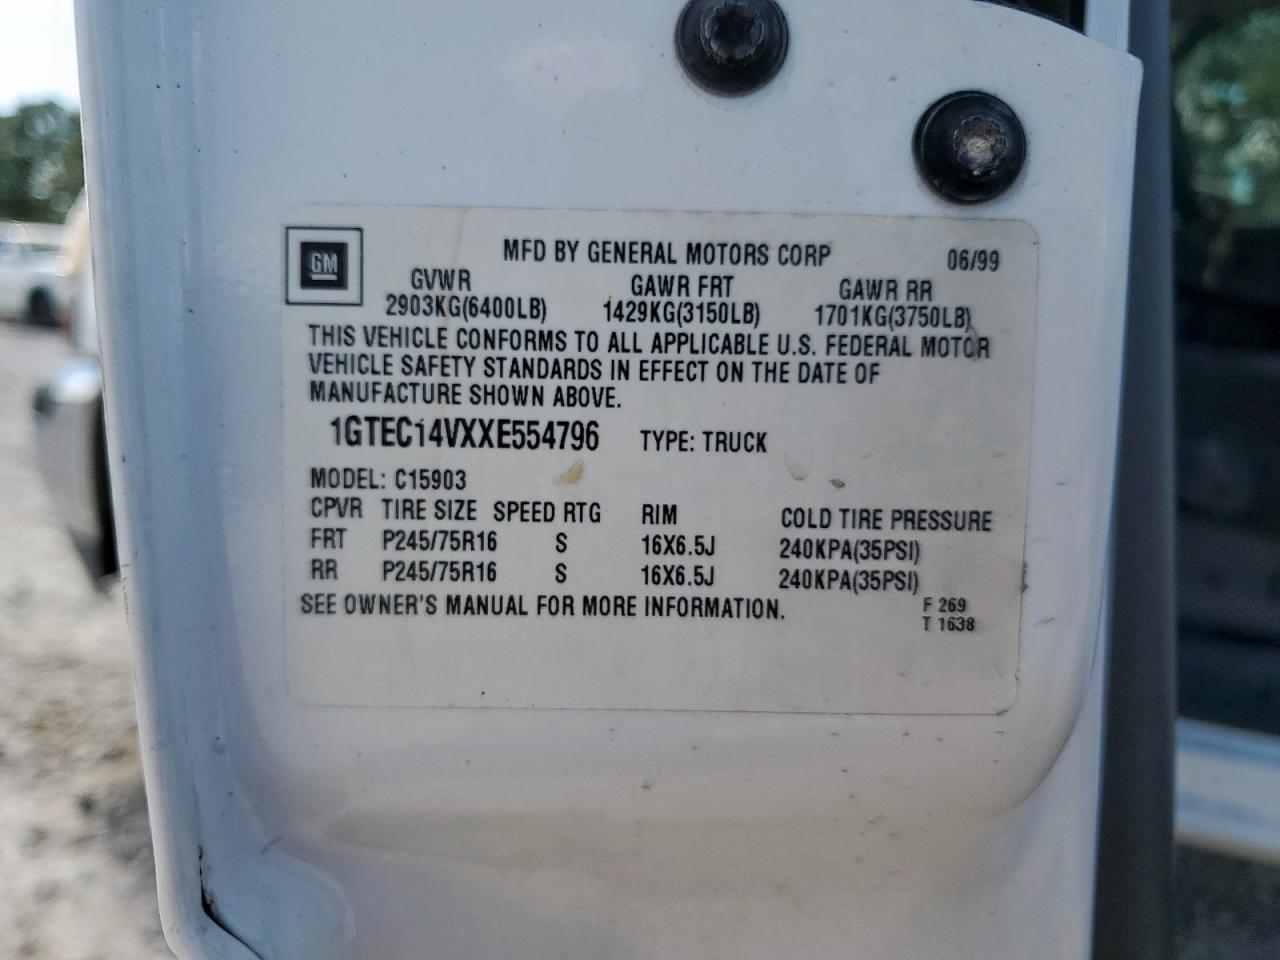 GM
MFD BY GENERAL MOTORS CORP 06/99
GVWR GAWR FRT GAWR RR
2903KG(6400LB) 1429KG(3150LB) 1701KG(3750LB)
THIS VEHICLE CONFORMS TO ALL APPLICABLE U.S. FEDERAL MOTOR
VEHICLE SAFETY STANDARDS IN EFFECT ON THE DATE OF
MANUFACTURE SHOWN ABOVE.
1GTEC14VXXE554796 TYPE: TRUCK
MODEL: C15903
CPVR TIRE SIZE SPEED RTG RIM COLD TIRE PRESSURE
FRT P245/75R16 S 16X6.5J 240KPA(35PSI)
RR P245/75R16 S 16X6.5J 240KPA(35PSI)
SEE OWNER'S MANUAL FOR MORE INFORMATION. F 269
T 1638